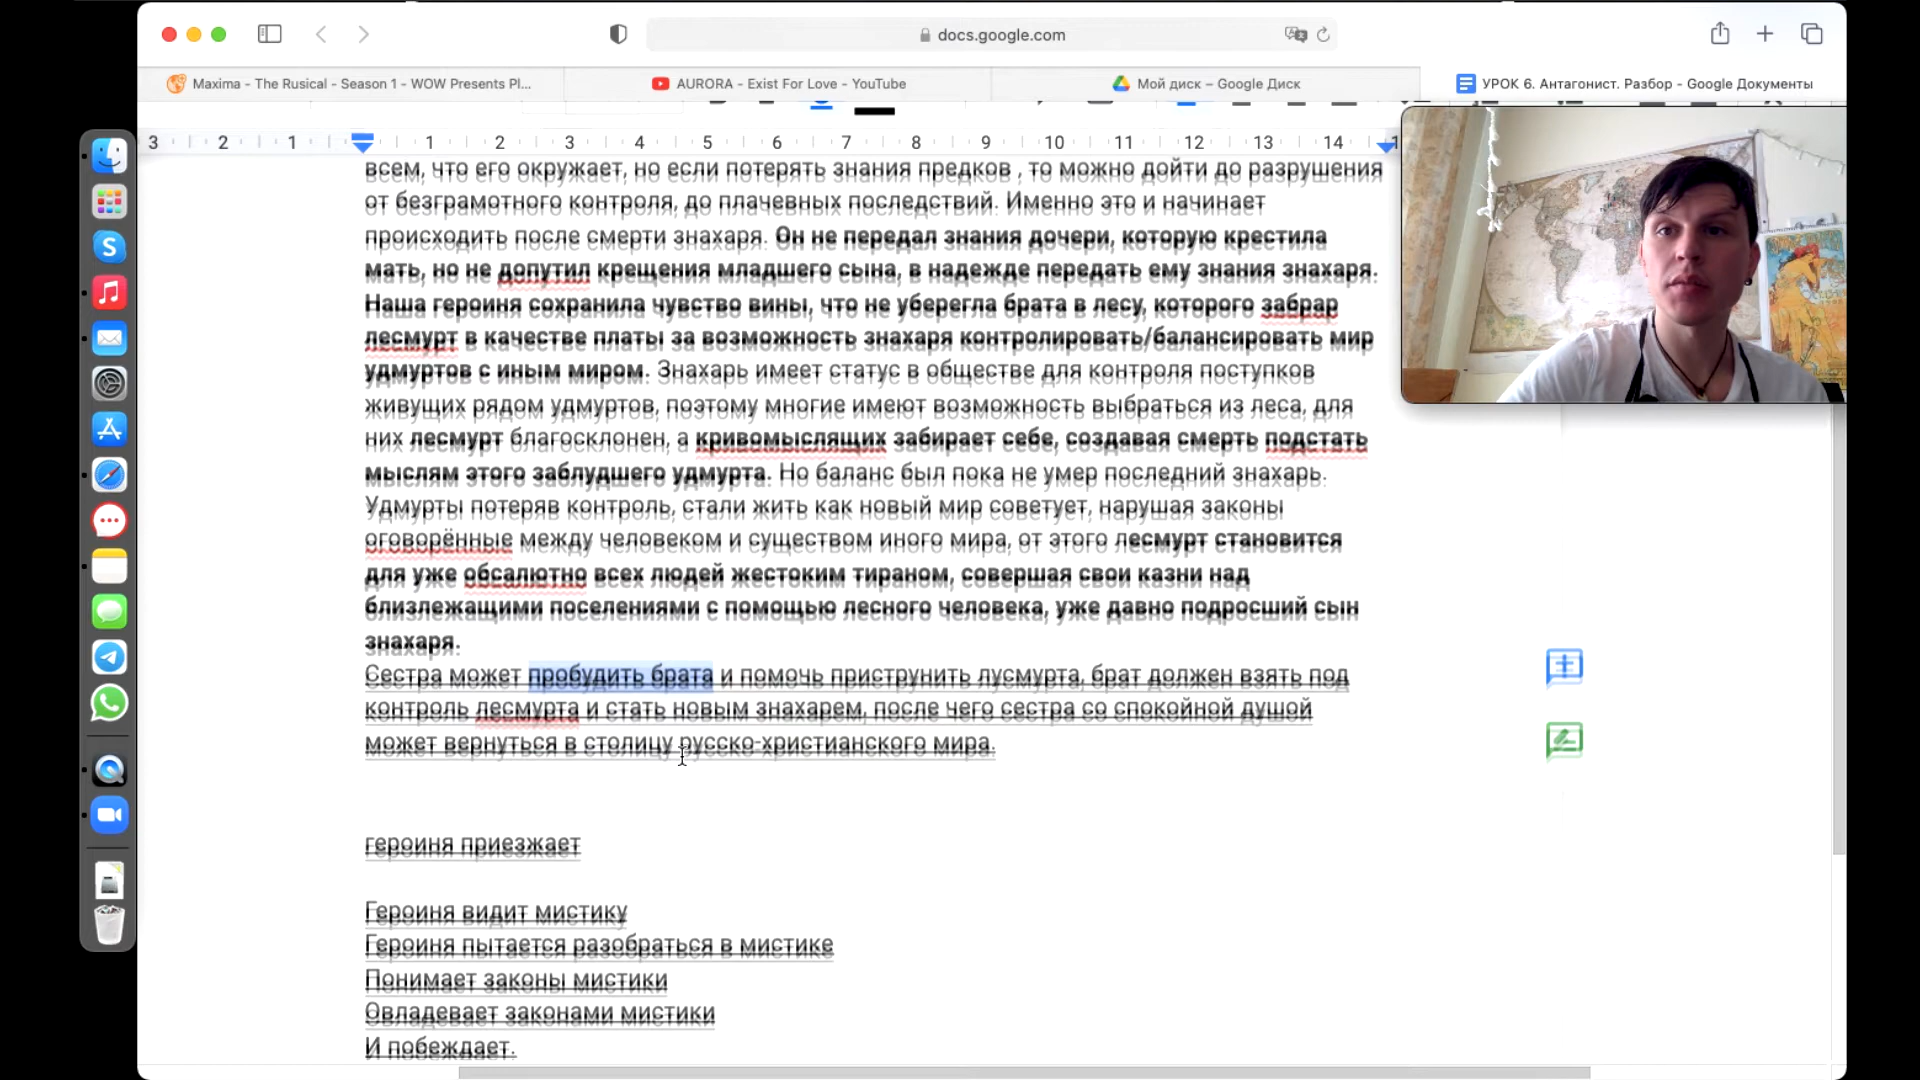 docs.google.com
Maxima - The Rusical - Season 1 - WOW Presents Pl...
AURORA - Exist For Love - YouTube
Мой диск – Google Диск
УРОК 6. Антагонист. Разбор - Google Документы
3 2 1 1 2 3 4 5 6 7 8 9 10 11 12 13 14 1
всем, что его окружает, но если потерять знания предков , то можно дойти до разрушения
от безграмотного контроля, до плачевных последствий. Именно это и начинает
происходить после смерти знахаря. Он не передал знания дочери, которую крестила
мать, но не допутил крещения младшего сына, в надежде передать ему знания знахаря.
Наша героиня сохранила чувство вины, что не уберегла брата в лесу, которого забрар
лесмурт в качестве платы за возможность знахаря контролировать/балансировать мир
удмуртов с иным миром. Знахарь имеет статус в обществе для контроля поступков
живущих рядом удмуртов, поэтому многие имеют возможность выбраться из леса, для
них лесмурт благосклонен, а кривомыслящих забирает себе, создавая смерть подстать
мыслям этого заблудшего удмурта. Но баланс был пока не умер последний знахарь.
Удмурты потеряв контроль, стали жить как новый мир советует, нарушая законы
оговорённые между человеком и существом иного мира, от этого лесмурт становится
для уже обсалютно всех людей жестоким тираном, совершая свои казни над
близлежащими поселениями с помощью лесного человека, уже давно подросший сын
знахаря.
Сестра может пробудить брата и помочь приструнить лусмурта, брат должен взять под
контроль лесмурта и стать новым знахарем, после чего сестра со спокойной душой
может вернуться в столицу русско-христианского мира.
героиня приезжает
Героиня видит мистику
Героиня пытается разобраться в мистике
Понимает законы мистики
Овладевает законами мистики
И побеждает.